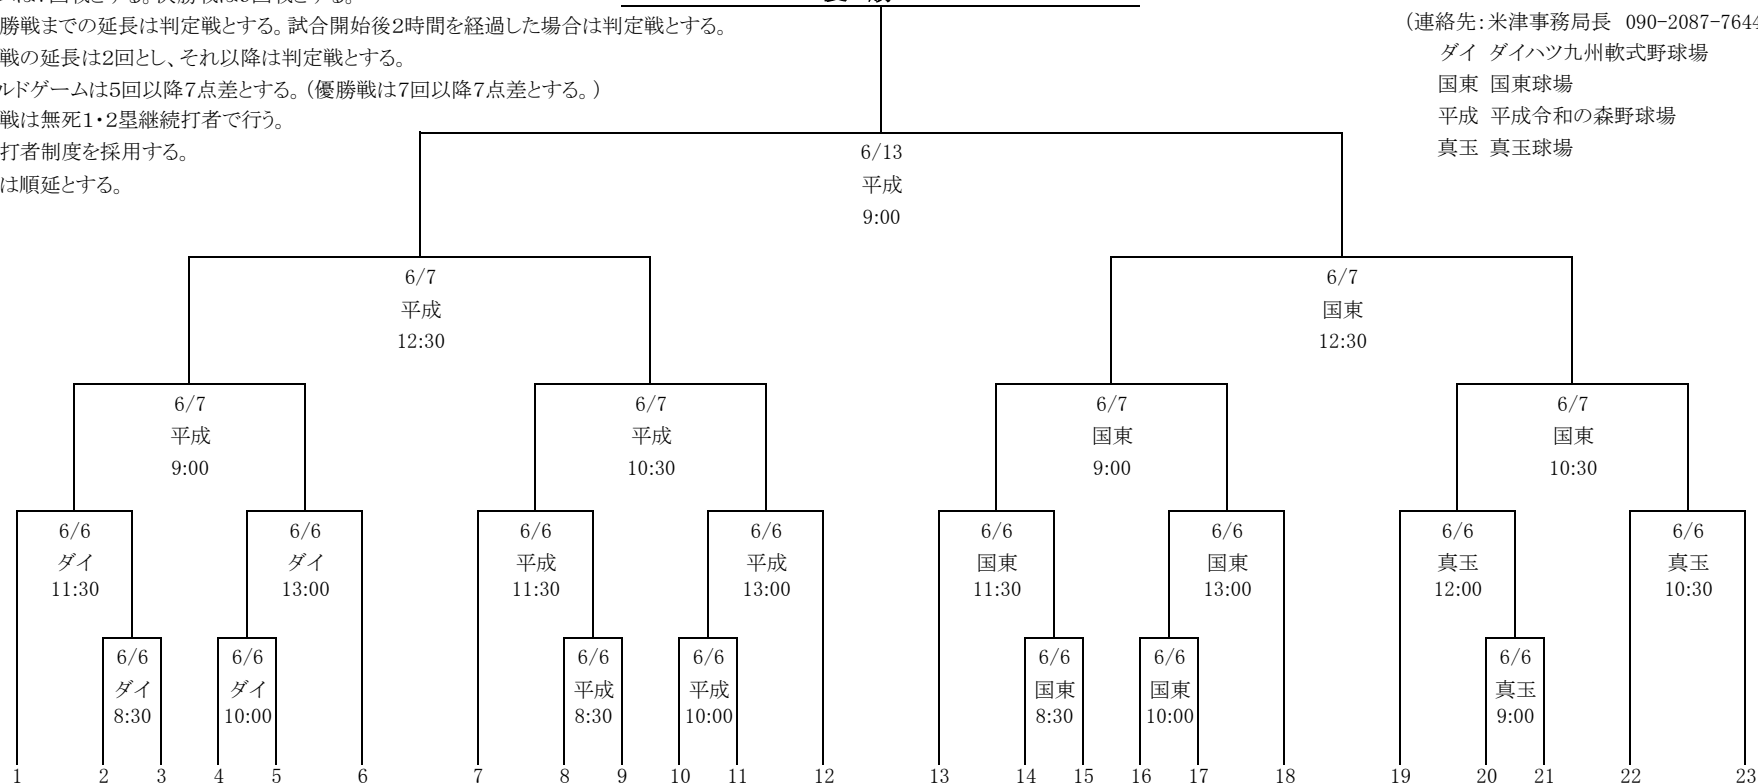 勝戦までの延長は判定戦とする。試合開始後2時間を経過した場合は判定戦とする。
戦の延長は2回とし、それ以降は判定戦とする。
ルドゲームは5回以降7点差とする。(優勝戦は7回以降7点差とする。)
戦は無死1・2塁継続打者で行う。
打者制度を採用する。
は順延とする。
(連絡先:米津事務局長 090-2087-7644
ダイ ダイハツ九州軟式野球場
国東 国東球場
平成 平成令和の森野球場
真玉 真玉球場
6/13
平成
9:00
6/7 6/7
平成 国東
12:30 12:30
6/7 6/7 6/7 6/7
平成 平成 国東 国東
9:00 10:30 9:00 10:30
6/6 6/6 6/6 6/6 6/6 6/6 6/6 6/6
ダイ ダイ 平成 平成 国東 国東 真玉 真玉
11:30 13:00 11:30 13:00 11:30 13:00 12:00 10:30
6/6 6/6 6/6 6/6 6/6 6/6 6/6
ダイ ダイ 平成 平成 国東 国東 真玉
8:30 10:00 8:30 10:00 8:30 10:00 9:00
1 2 3 4 5 6 7 8 9 10 11 12 13 14 15 16 17 18 19 20 21 22 23